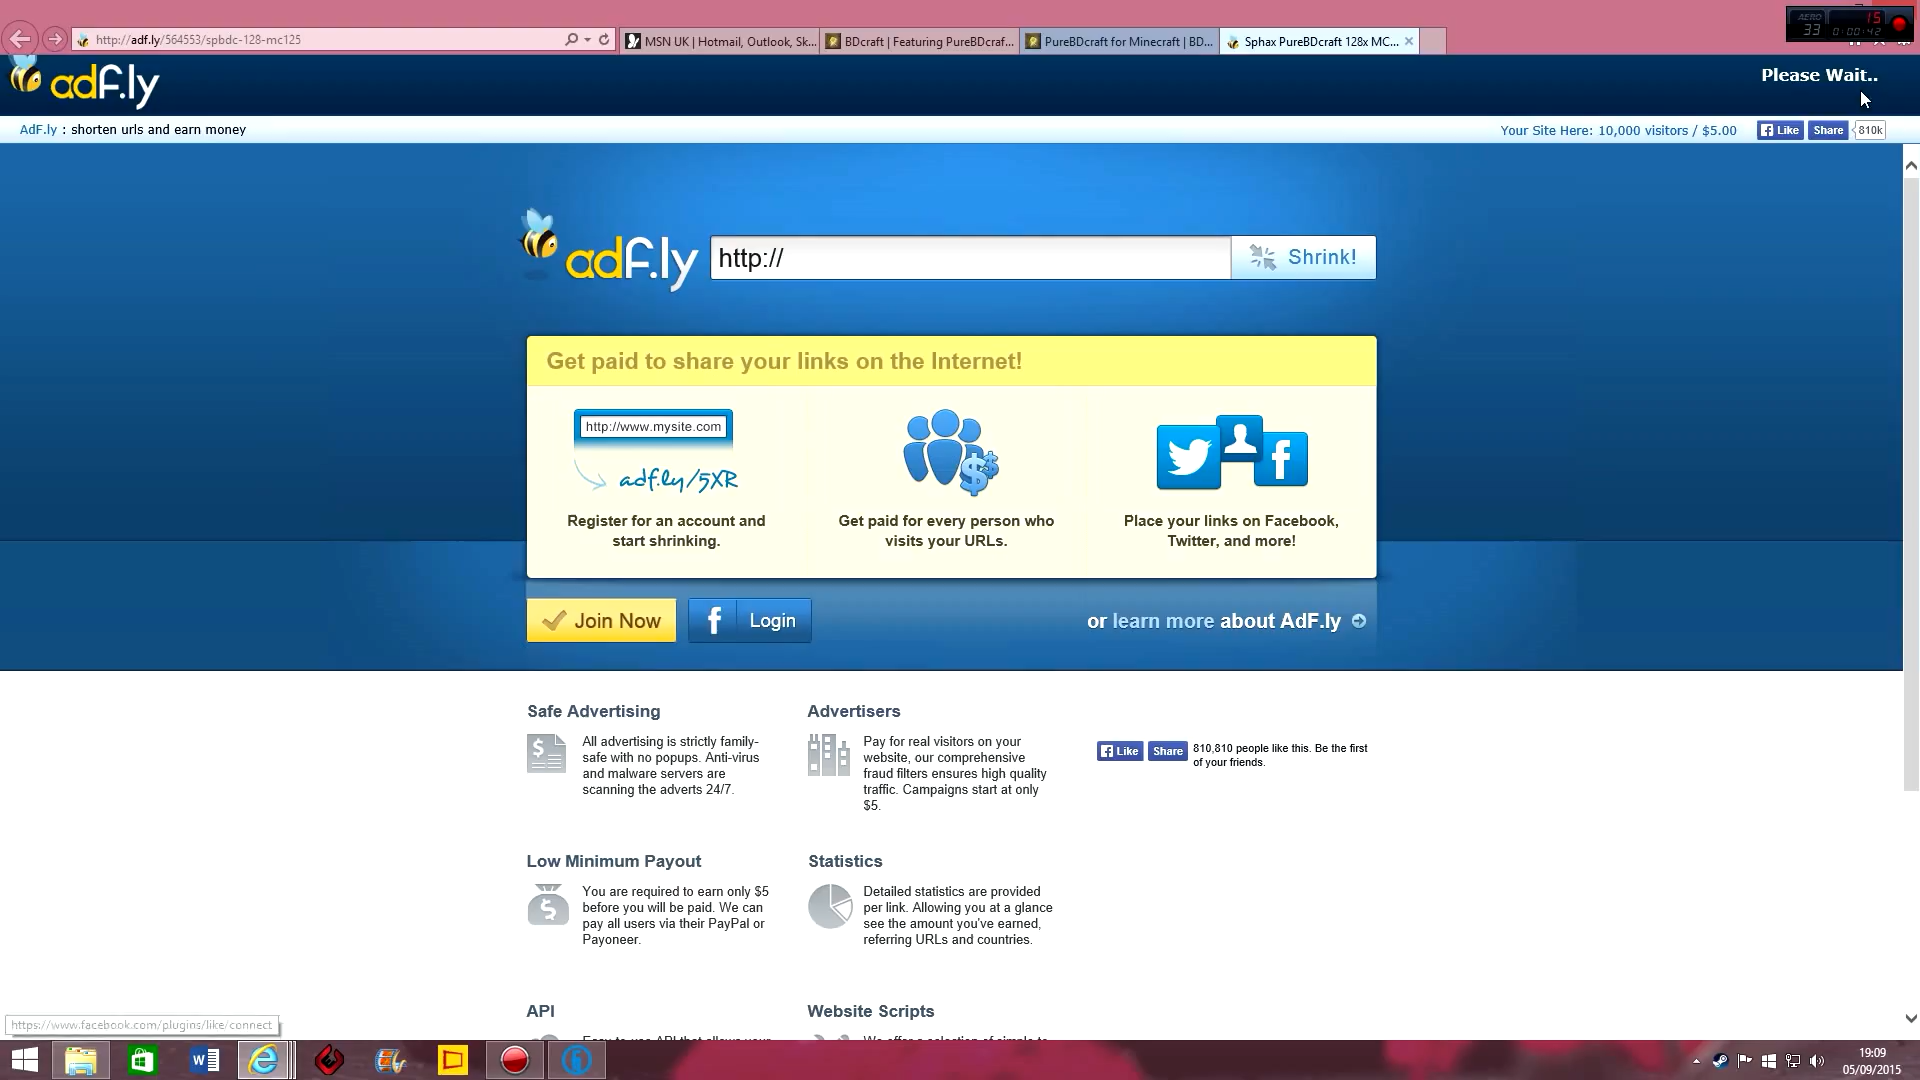 http://adf.ly/564553/spbdc-128-mc125
MSN UK | Hotmail, Outlook, Sk...
BDcraft | Featuring PureBDcraf...
PureBDcraft for Minecraft | BD...
Sphax PureBDcraft 128x MC...
AERO
33
15
0:00:42
adf.ly
Please Wait..
AdF.ly : shorten urls and earn money
Your Site Here: 10,000 visitors / $5.00
Like
Share
810k
adf.ly
http://
Shrink!
Get paid to share your links on the Internet!
http://www.mysite.com
adf.ly/5XR
Register for an account and
start shrinking.
Get paid for every person who
visits your URLs.
Place your links on Facebook,
Twitter, and more!
Join Now
Login
or learn more about AdF.ly
Safe Advertising
All advertising is strictly family-
safe with no popups. Anti-virus
and malware servers are
scanning the adverts 24/7.
Advertisers
Pay for real visitors on your
website, our comprehensive
fraud filters ensures high quality
traffic. Campaigns start at only
$5.
Like
Share
810,810 people like this. Be the first
of your friends.
Low Minimum Payout
You are required to earn only $5
before you will be paid. We can
pay all users via their PayPal or
Payoneer.
Statistics
Detailed statistics are provided
per link. Allowing you at a glance
see the amount you've earned,
referring URLs and countries.
API
Website Scripts
https://www.facebook.com/plugins/like/connect
19:09
05/09/2015